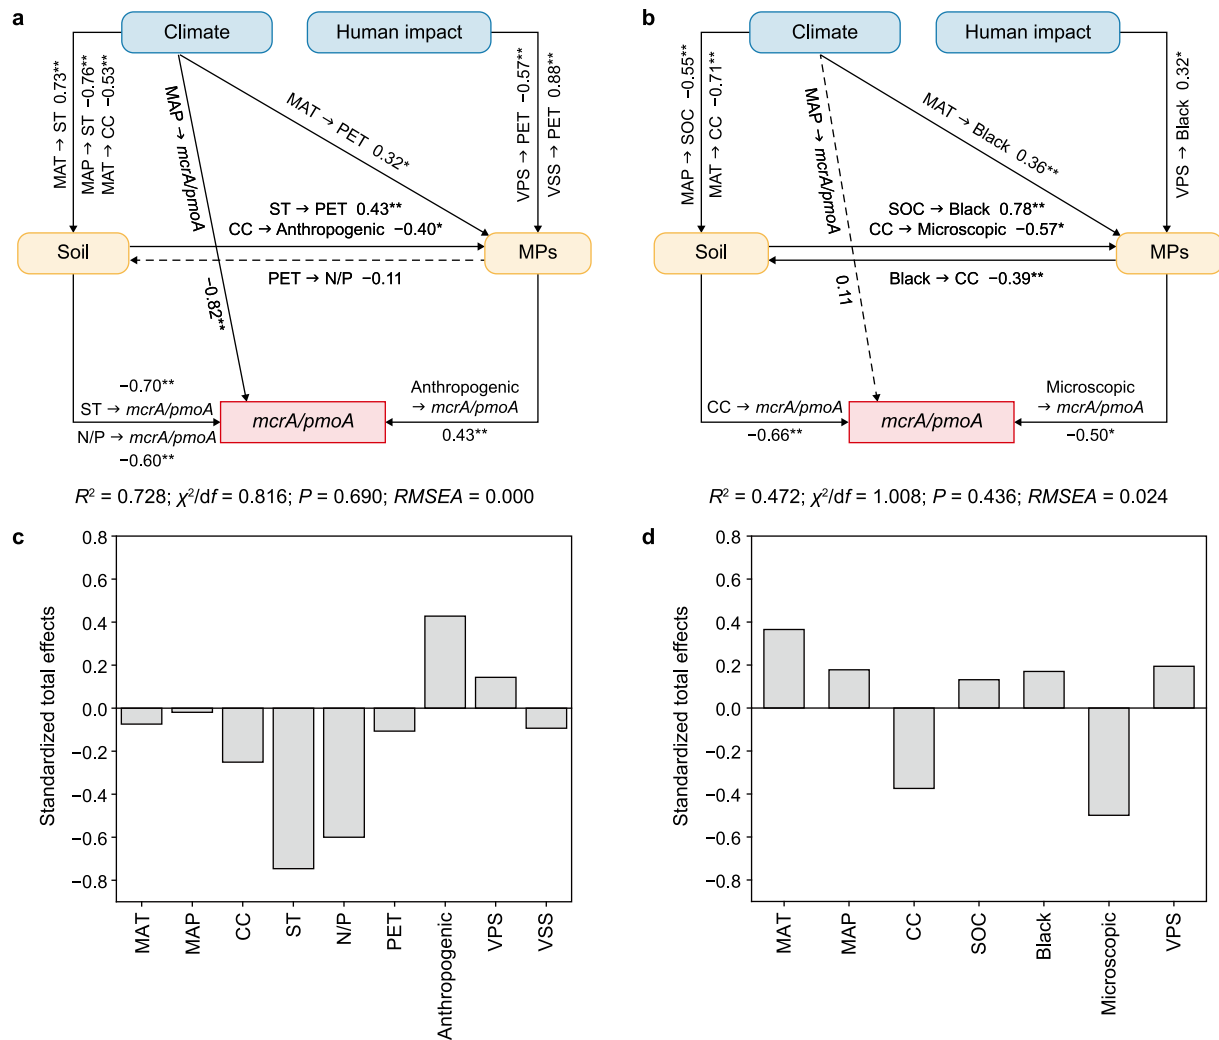 a
Climate
Human impact
MAT → ST 0.73**
MAP → ST −0.76**
MAT → CC −0.53**
MAP → mcrA/pmoA
−0.82**
MAT → PET 0.32*
VPS → PET −0.57**
VSS → PET 0.88**
ST → PET 0.43**
CC → Anthropogenic −0.40*
Soil
MPs
PET → N/P −0.11
−0.70**
ST → mcrA/pmoA
N/P → mcrA/pmoA
−0.60**
mcrA/pmoA
Anthropogenic
→ mcrA/pmoA
0.43**
R² = 0.728; χ²/df = 0.816; P = 0.690; RMSEA = 0.000
b
Climate
Human impact
MAP → SOC −0.55**
MAT → CC −0.71**
MAP → mcrA/pmoA
0.11
MAT → Black 0.36**
VPS → Black 0.32*
SOC → Black 0.78**
CC → Microscopic −0.57*
Soil
MPs
Black → CC −0.39**
CC → mcrA/pmoA
−0.66**
mcrA/pmoA
Microscopic
→ mcrA/pmoA
−0.50*
R² = 0.472; χ²/df = 1.008; P = 0.436; RMSEA = 0.024
c
Standardized total effects
0.8
0.6
0.4
0.2
0.0
−0.2
−0.4
−0.6
−0.8
MAT
MAP
CC
ST
N/P
PET
Anthropogenic
VPS
VSS
d
Standardized total effects
0.8
0.6
0.4
0.2
0.0
−0.2
−0.4
−0.6
−0.8
MAT
MAP
CC
SOC
Black
Microscopic
VPS